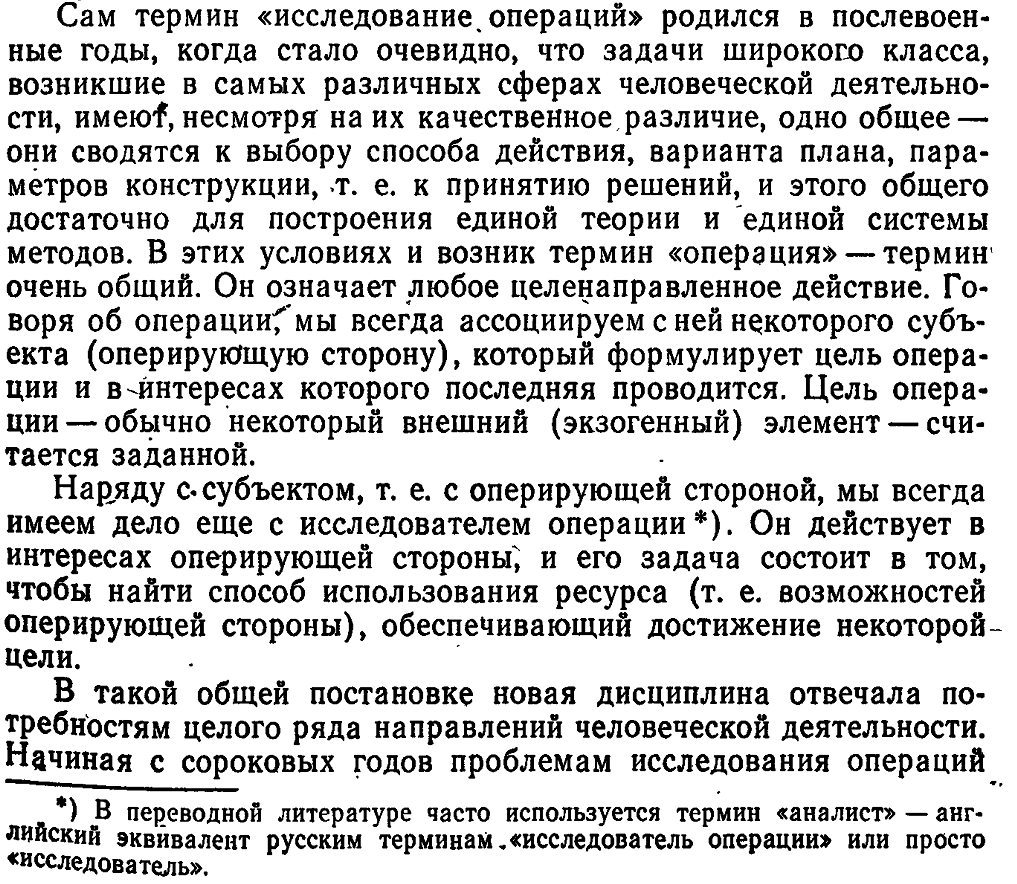 Сам термин «исследование операций» родился в послевоен-
ные годы, когда стало очевидно, что задачи широкого класса,
возникшие в самых различных сферах человеческой деятельно-
сти, имеют, несмотря на их качественное различие, одно общее —
они сводятся к выбору способа действия, варианта плана, пара-
метров конструкции, т. е. к принятию решений, и этого общего
достаточно для построения единой теории и единой системы
методов. В этих условиях и возник термин «операция» — термин
очень общий. Он означает любое целенаправленное действие. Го-
воря об операции, мы всегда ассоциируем с ней некоторого субъ-
екта (оперирующую сторону), который формулирует цель опера-
ции и в интересах которого последняя проводится. Цель опера-
ции — обычно некоторый внешний (экзогенный) элемент — счи-
тается заданной.
Наряду с субъектом, т. е. с оперирующей стороной, мы всегда
имеем дело еще с исследователем операции *). Он действует в
интересах оперирующей стороны, и его задача состоит в том,
чтобы найти способ использования ресурса (т. е. возможностей
оперирующей стороны), обеспечивающий достижение некоторой
цели.
В такой общей постановке новая дисциплина отвечала по-
требностям целого ряда направлений человеческой деятельности.
Начиная с сороковых годов проблемам исследования операций
*) В переводной литературе часто используется термин «аналист» — анг-
лийский эквивалент русским терминам «исследователь операции» или просто
«исследователь».